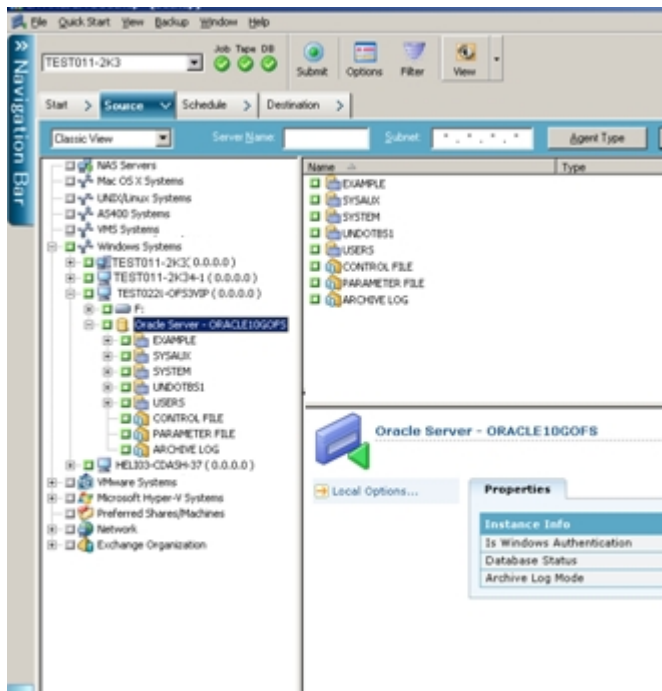 File Quick Start View Backup Window Help
Navigation Bar
TEST011-2K3
Job Tape DB
Submit Options Filter View
Start Source Schedule Destination
Classic View Server Name: Subnet: Agent Type
NAS Servers
Mac OS X Systems
UNIX/Linux Systems
AS400 Systems
VMS Systems
Windows Systems
TEST011-2K3( 0.0.0.0 )
TEST011-2K34-1 ( 0.0.0.0 )
TEST0221-OFS3VIP ( 0.0.0.0 )
F:
Oracle Server - ORACLE10GOFS
EXAMPLE
SYSAUX
SYSTEM
UNDOTBS1
USERS
CONTROL FILE
PARAMETER FILE
ARCHIVE LOG
HELI03-CDASH-37 ( 0.0.0.0 )
VMware Systems
Microsoft Hyper-V Systems
Preferred Shares/Machines
Network
Exchange Organization
Name Type
EXAMPLE
SYSAUX
SYSTEM
UNDOTBS1
USERS
CONTROL FILE
PARAMETER FILE
ARCHIVE LOG
Oracle Server - ORACLE10GOFS
Local Options...
Properties
Instance Info
Is Windows Authentication
Database Status
Archive Log Mode